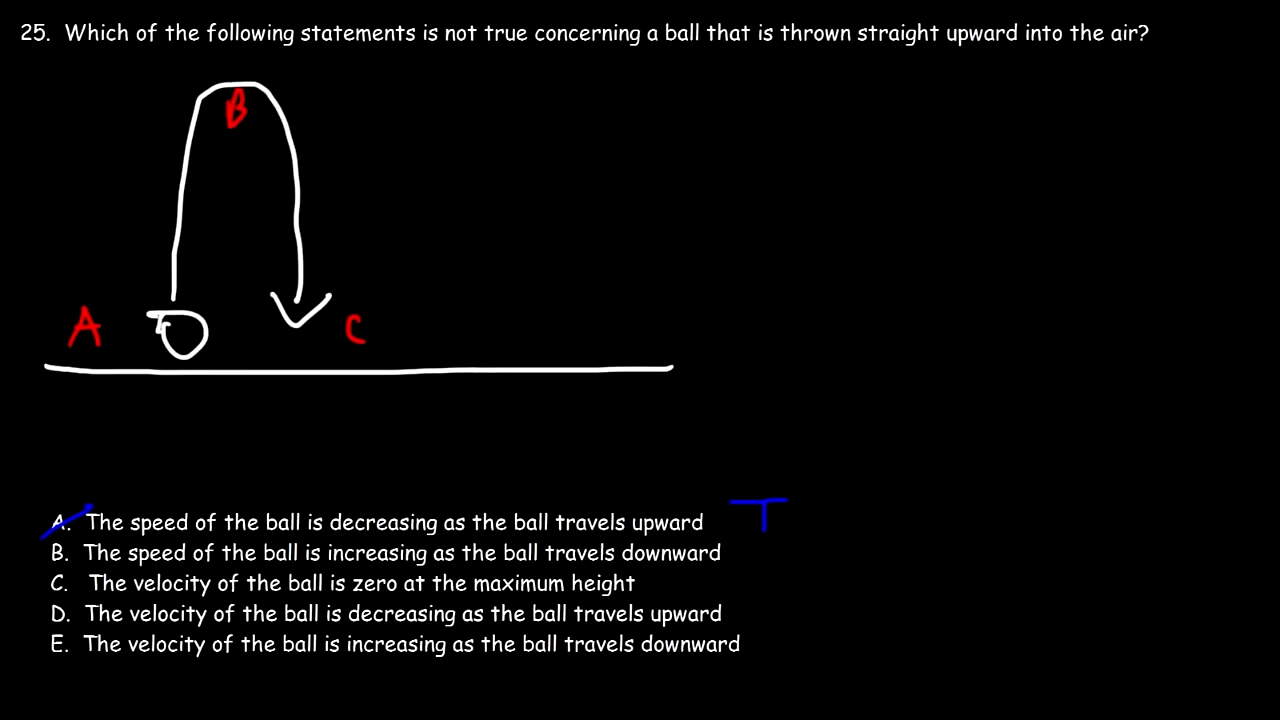 25. Which of the following statements is not true concerning a ball that is thrown straight upward into the air?
B
A
C
A. The speed of the ball is decreasing as the ball travels upward T
B. The speed of the ball is increasing as the ball travels downward
C. The velocity of the ball is zero at the maximum height
D. The velocity of the ball is decreasing as the ball travels upward
E. The velocity of the ball is increasing as the ball travels downward